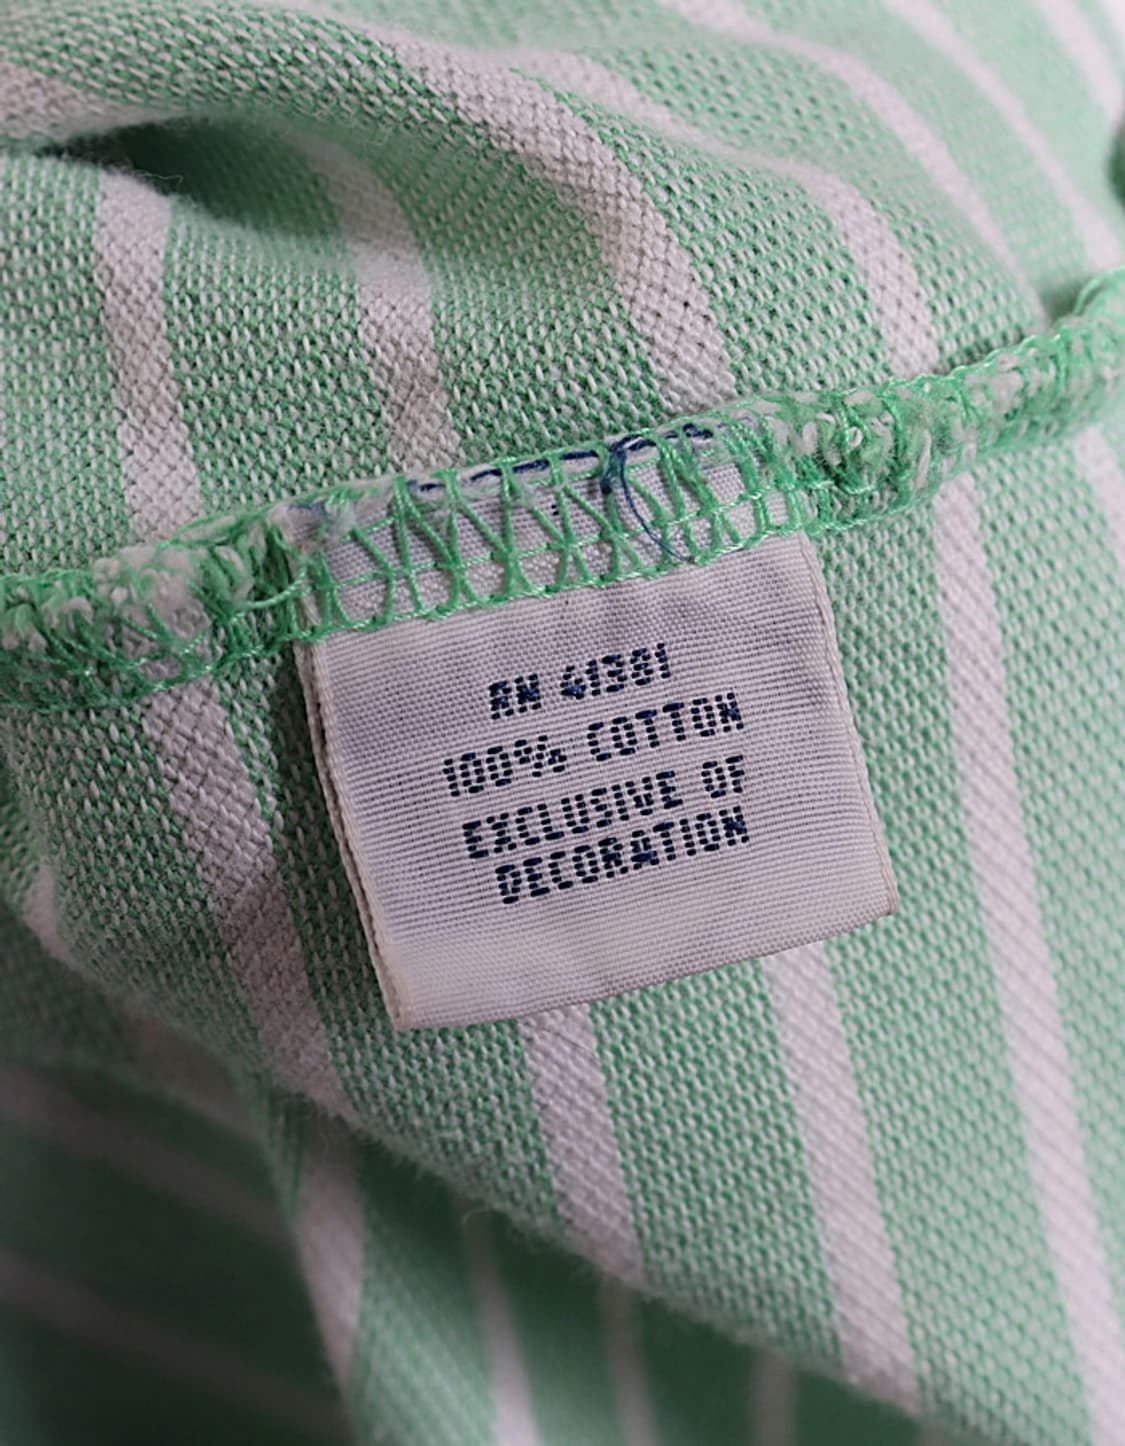 RN 41381
100% COTTON
EXCLUSIVE OF
DECORATION